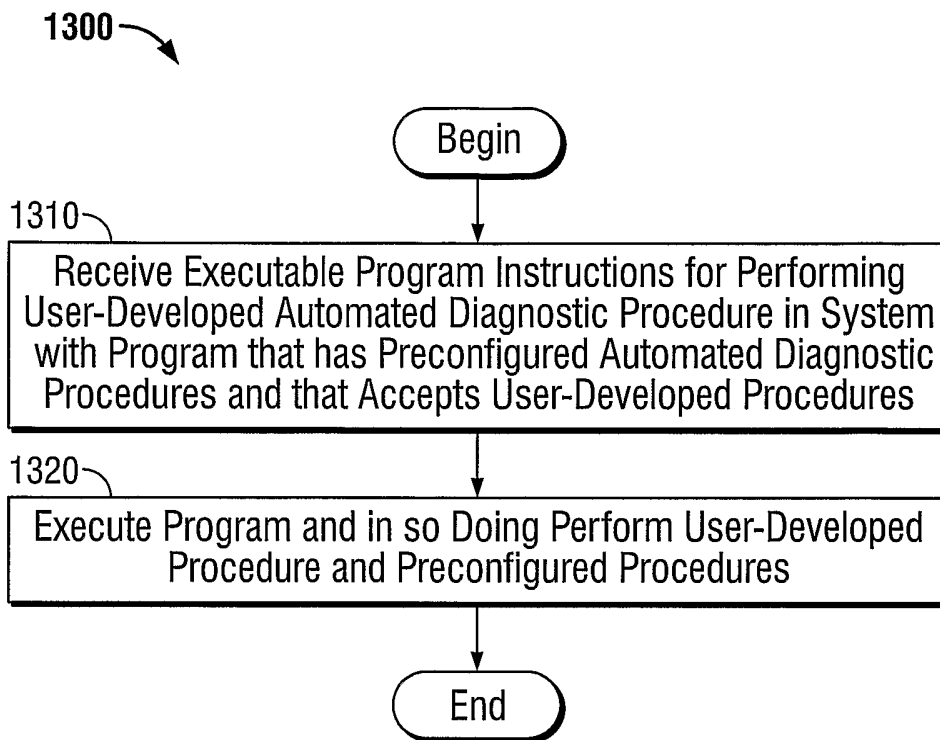 1300
Begin
1310
Receive Executable Program Instructions for Performing
User-Developed Automated Diagnostic Procedure in System
with Program that has Preconfigured Automated Diagnostic
Procedures and that Accepts User-Developed Procedures
1320
Execute Program and in so Doing Perform User-Developed
Procedure and Preconfigured Procedures
End